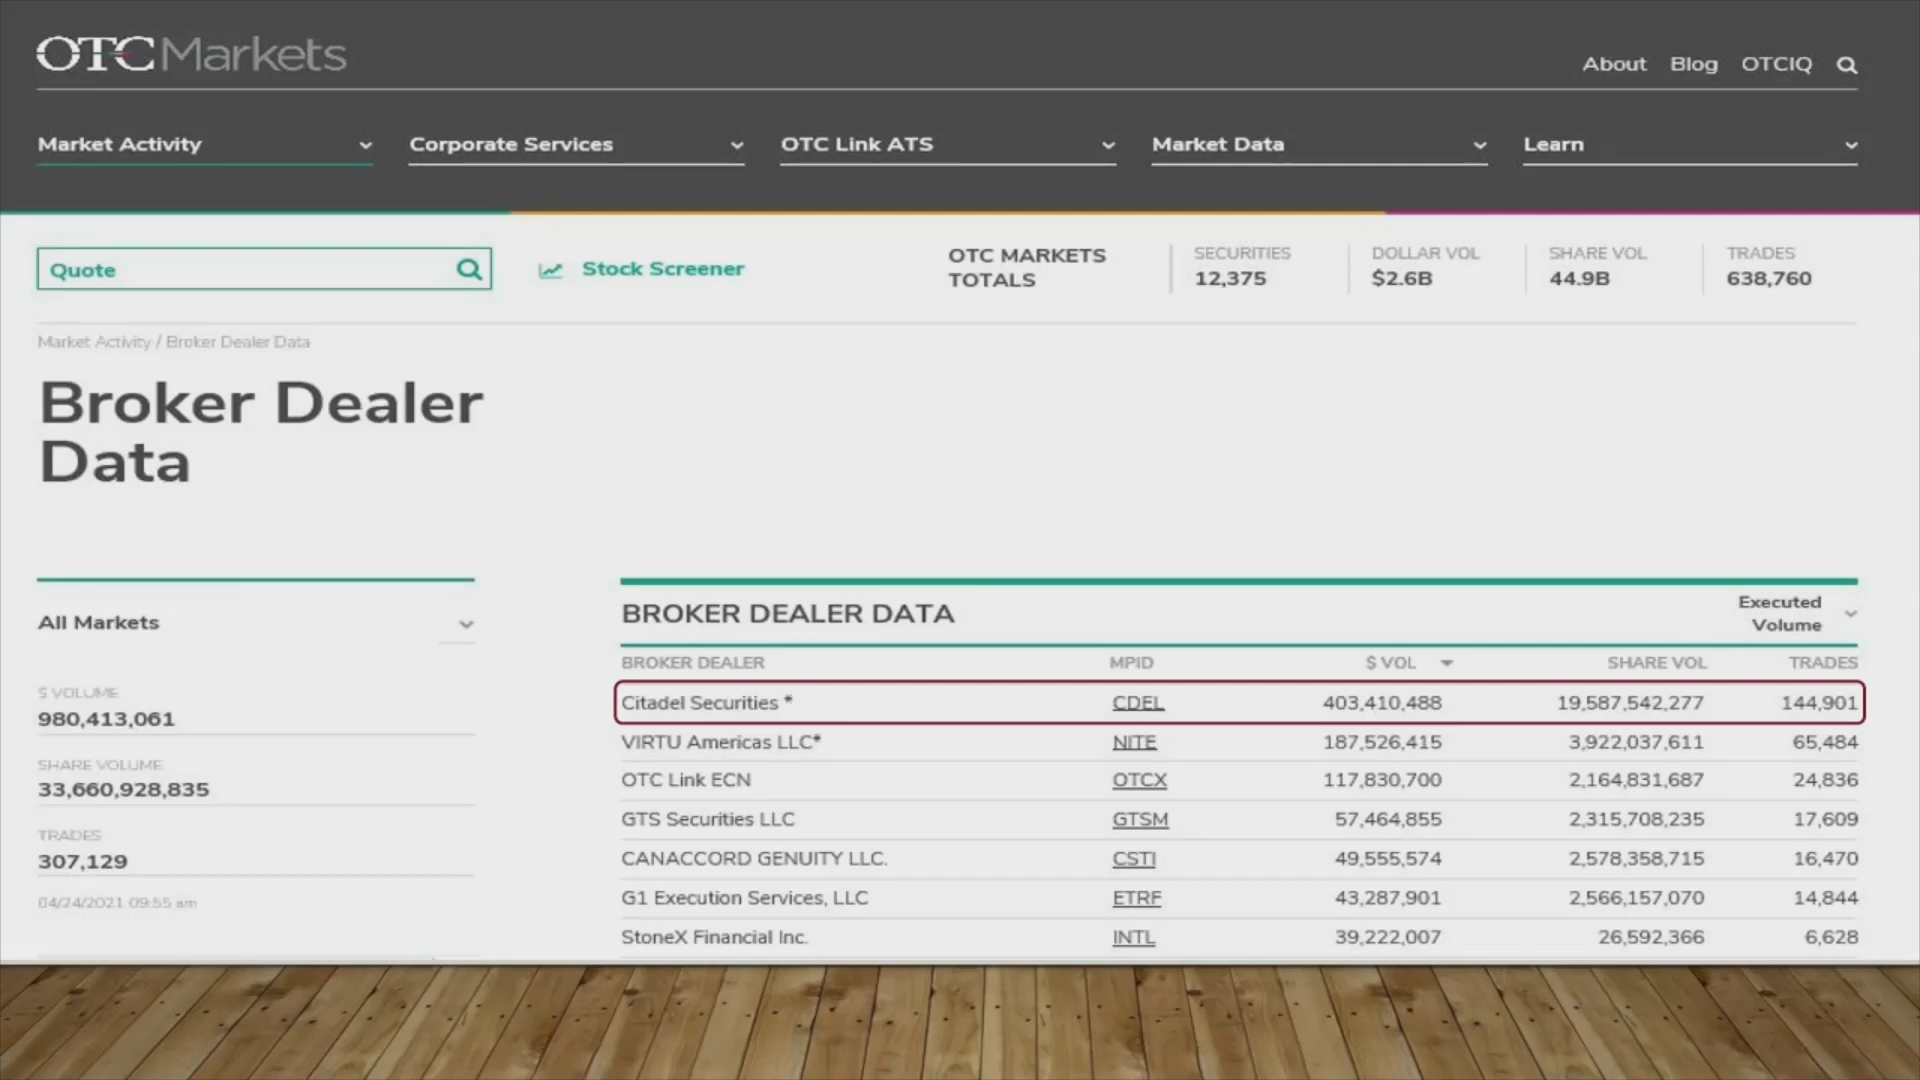 OTC Markets
About Blog OTCIQ
Market Activity Corporate Services OTC Link ATS Market Data Learn
Quote
Stock Screener
OTC MARKETS TOTALS
SECURITIES 12,375
DOLLAR VOL $2.6B
SHARE VOL 44.9B
TRADES 638,760
Market Activity / Broker Dealer Data
Broker Dealer
Data
All Markets
$ VOLUME
980,413,061
SHARE VOLUME
33,660,928,835
TRADES
307,129
04/24/2021 09:55 am
BROKER DEALER DATA
Executed
Volume
BROKER DEALER MPID $ VOL SHARE VOL TRADES
Citadel Securities * CDEL 403,410,488 19,587,542,277 144,901
VIRTU Americas LLC* NITE 187,526,415 3,922,037,611 65,484
OTC Link ECN OTCX 117,830,700 2,164,831,687 24,836
GTS Securities LLC GTSM 57,464,855 2,315,708,235 17,609
CANACCORD GENUITY LLC. CSTI 49,555,574 2,578,358,715 16,470
G1 Execution Services, LLC ETRF 43,287,901 2,566,157,070 14,844
StoneX Financial Inc. INTL 39,222,007 26,592,366 6,628